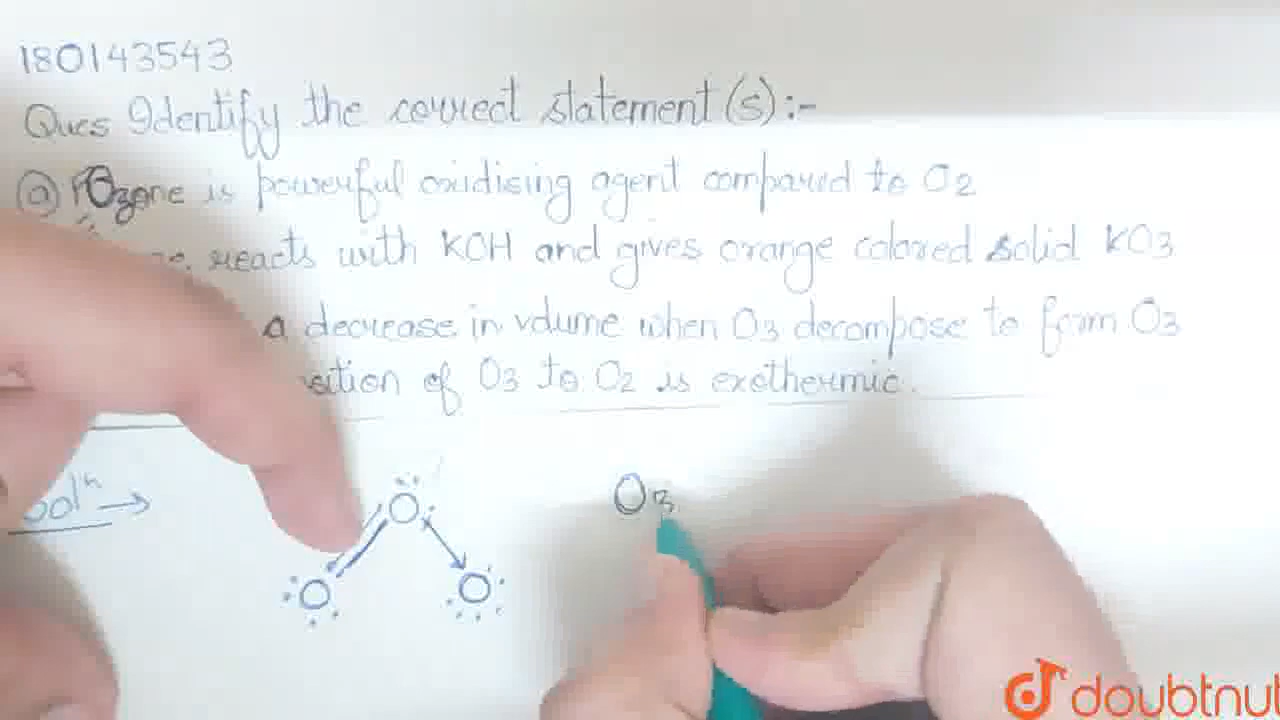 180143543
Ques Identify the correct statement (s) :-
(a) Ozone is powerful oxidising agent compared to O2
reacts with KOH and gives orange colored solid KO3
a decrease in volume when O3 decompose to form O3
of O3 to O2 is exothermic.
Solⁿ →
O O3
O O
doubtnut